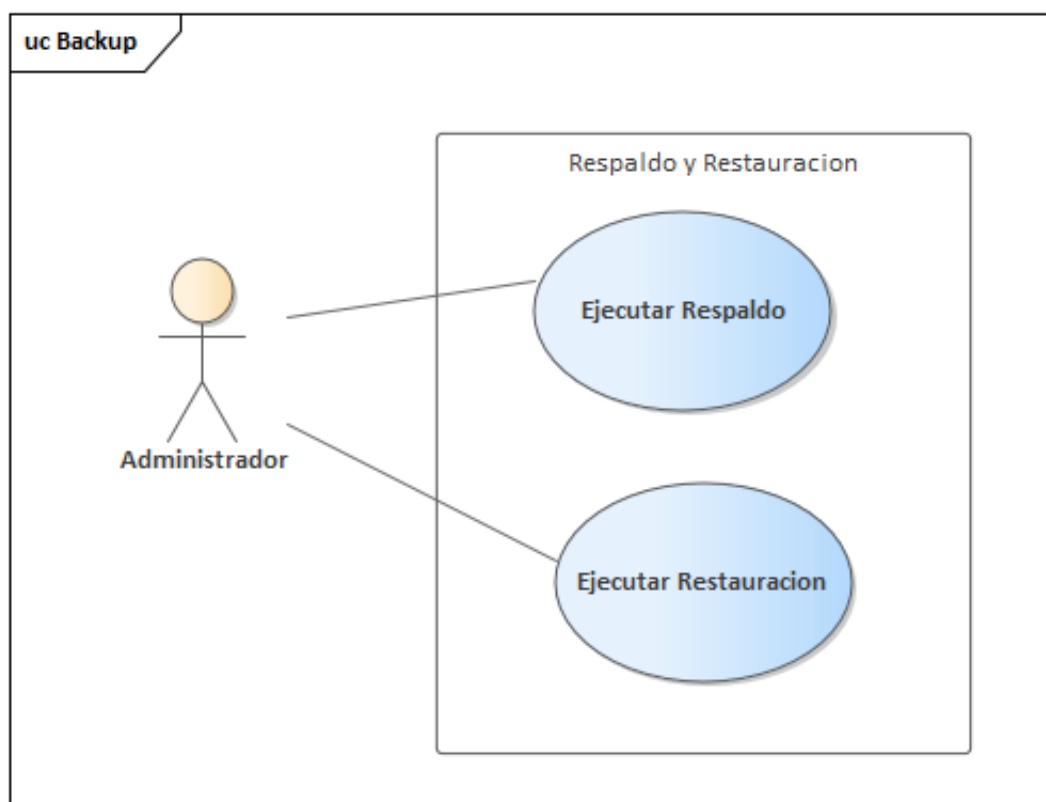 uc Backup
Respaldo y Restauracion
Ejecutar Respaldo
Administrador
Ejecutar Restauracion